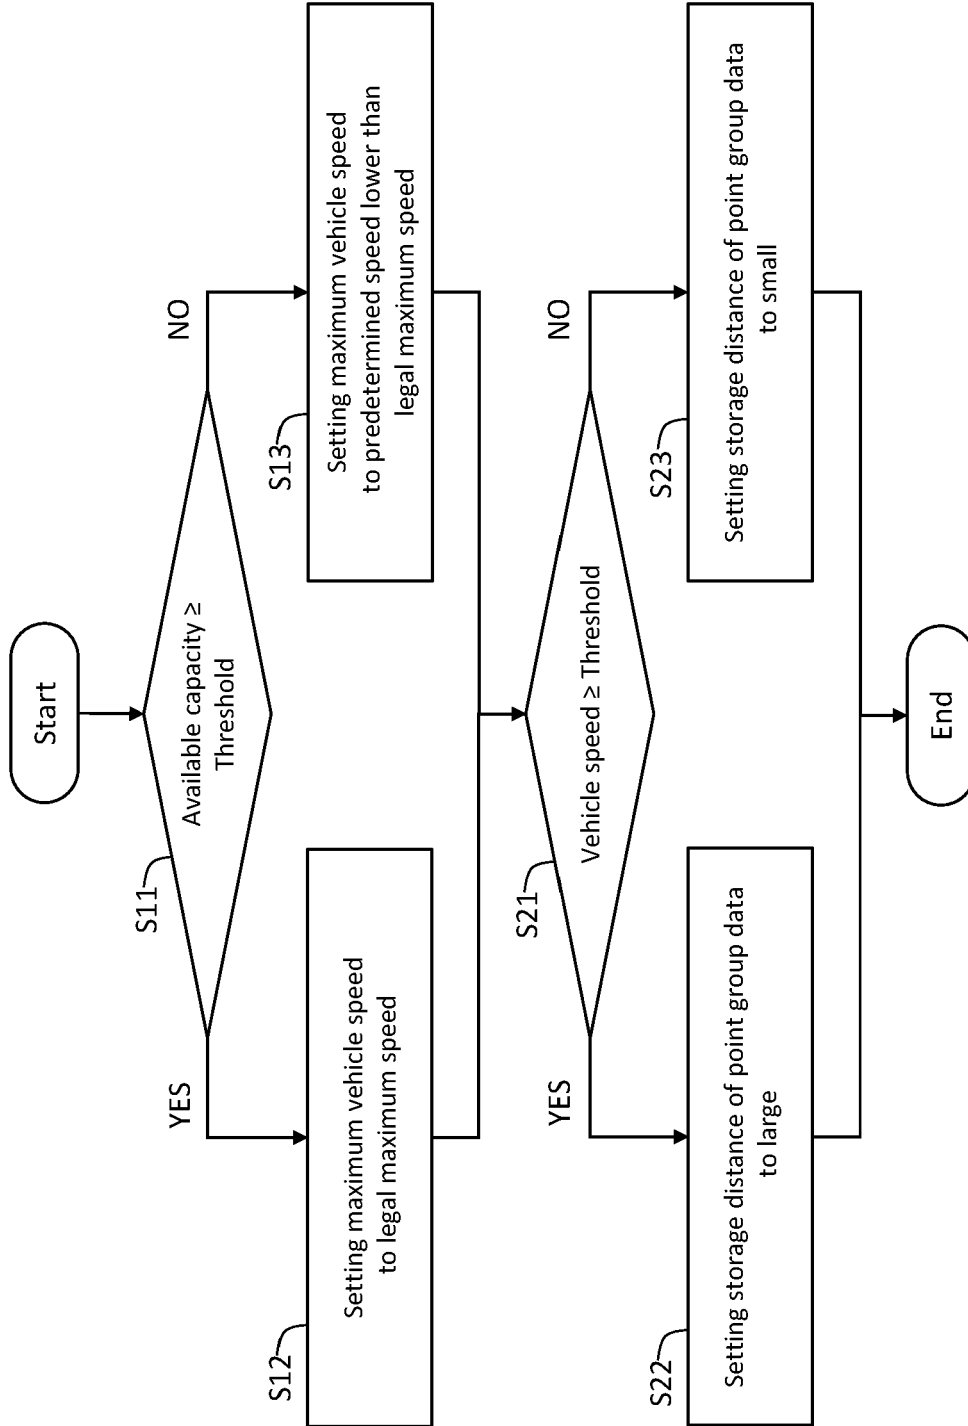 Start
S11
Available capacity ≥
Threshold
YES
NO
S12
Setting maximum vehicle speed
to legal maximum speed
S13
Setting maximum vehicle speed
to predetermined speed lower than
legal maximum speed
S21
Vehicle speed ≥ Threshold
YES
NO
S22
Setting storage distance of point group data
to large
S23
Setting storage distance of point group data
to small
End